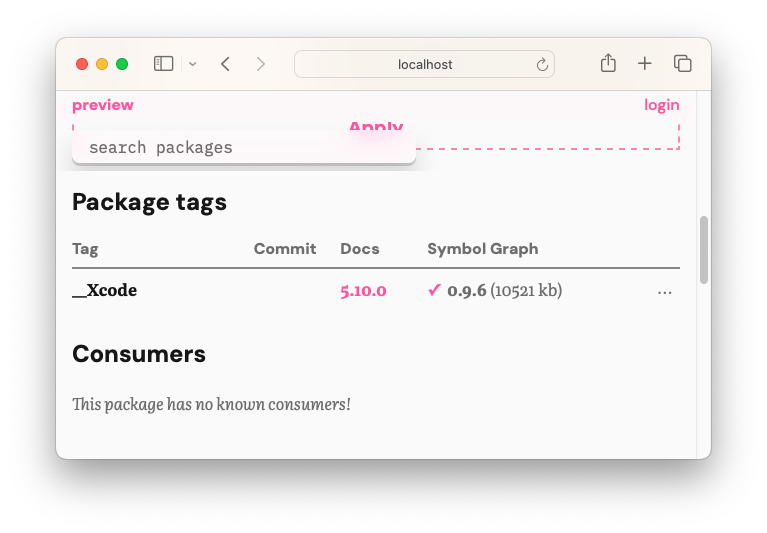 localhost
preview login
Apply
search packages
Package tags
Tag Commit Docs Symbol Graph
__Xcode 5.10.0 ✓ 0.9.6 (10521 kb) ...
Consumers
This package has no known consumers!